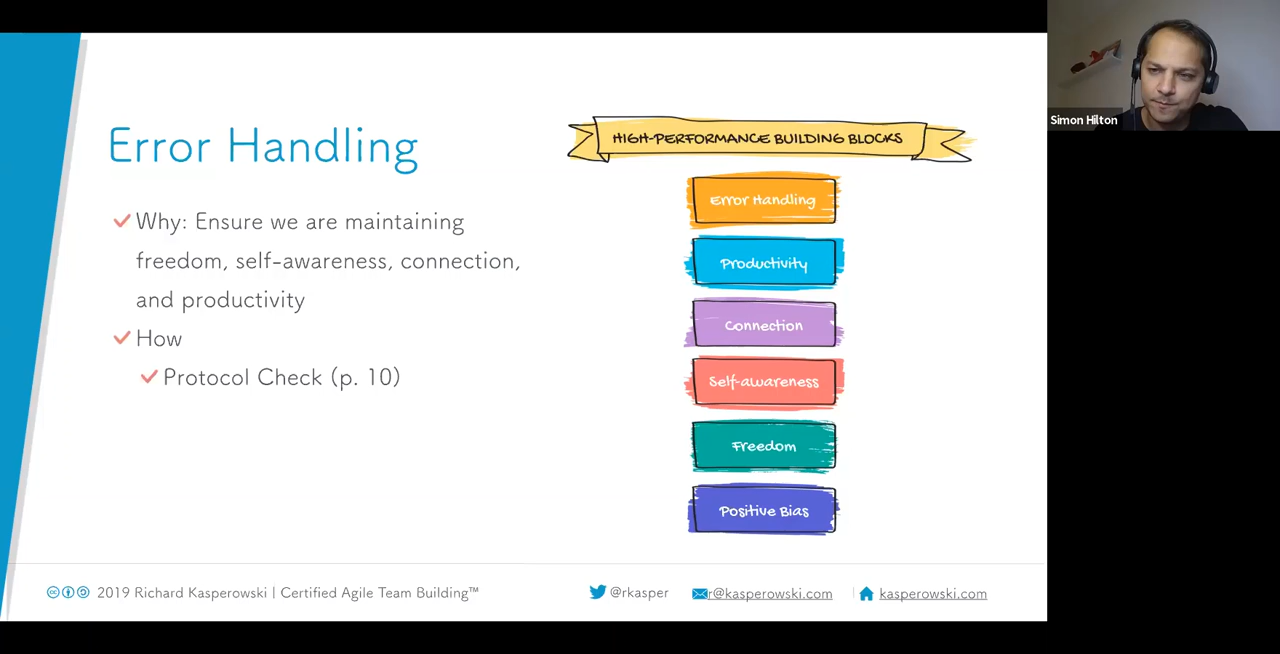 Error Handling
Why: Ensure we are maintaining
freedom, self-awareness, connection,
and productivity
How
Protocol Check (p. 10)
HIGH-PERFORMANCE BUILDING BLOCKS
Error Handling
Productivity
Connection
Self-awareness
Freedom
Positive Bias
2019 Richard Kasperowski | Certified Agile Team Building™
@rkasper
r@kasperowski.com
kasperowski.com
Simon Hilton